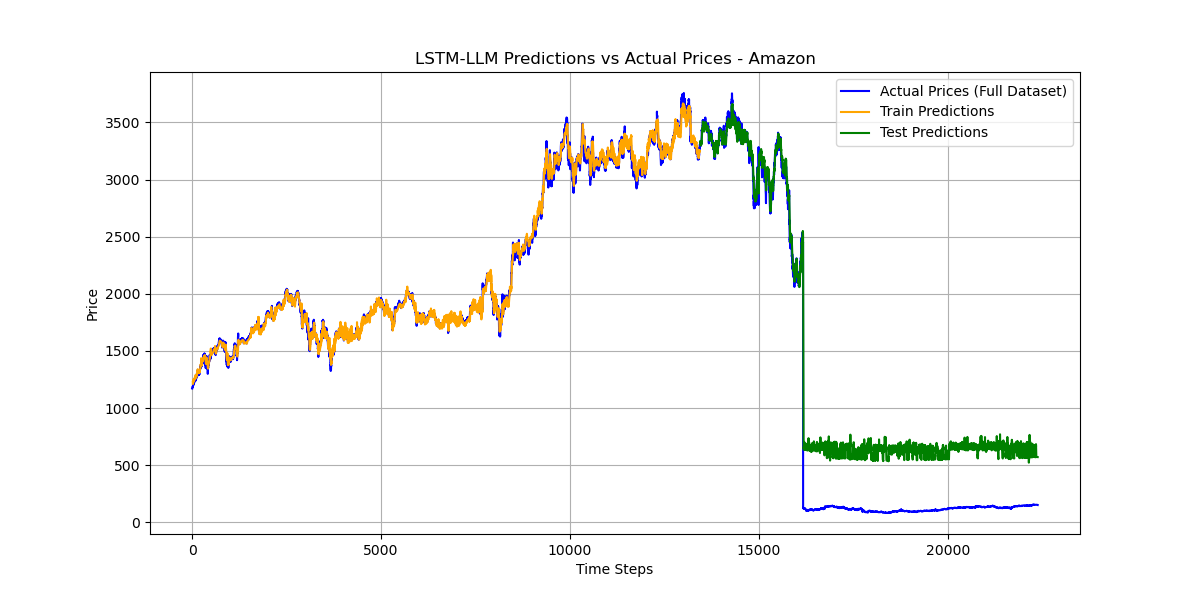 LSTM-LLM Predictions vs Actual Prices - Amazon
Actual Prices (Full Dataset)
Train Predictions
Test Predictions
Price
3500
3000
2500
2000
1500
1000
500
0
0 5000 10000 15000 20000
Time Steps